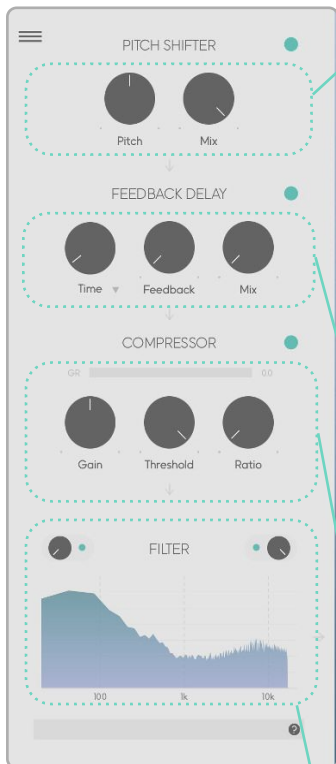 PITCH SHIFTER
Pitch Mix
FEEDBACK DELAY
Time Feedback Mix
COMPRESSOR
GR 0.0
Gain Threshold Ratio
FILTER
100 1k 10k
?